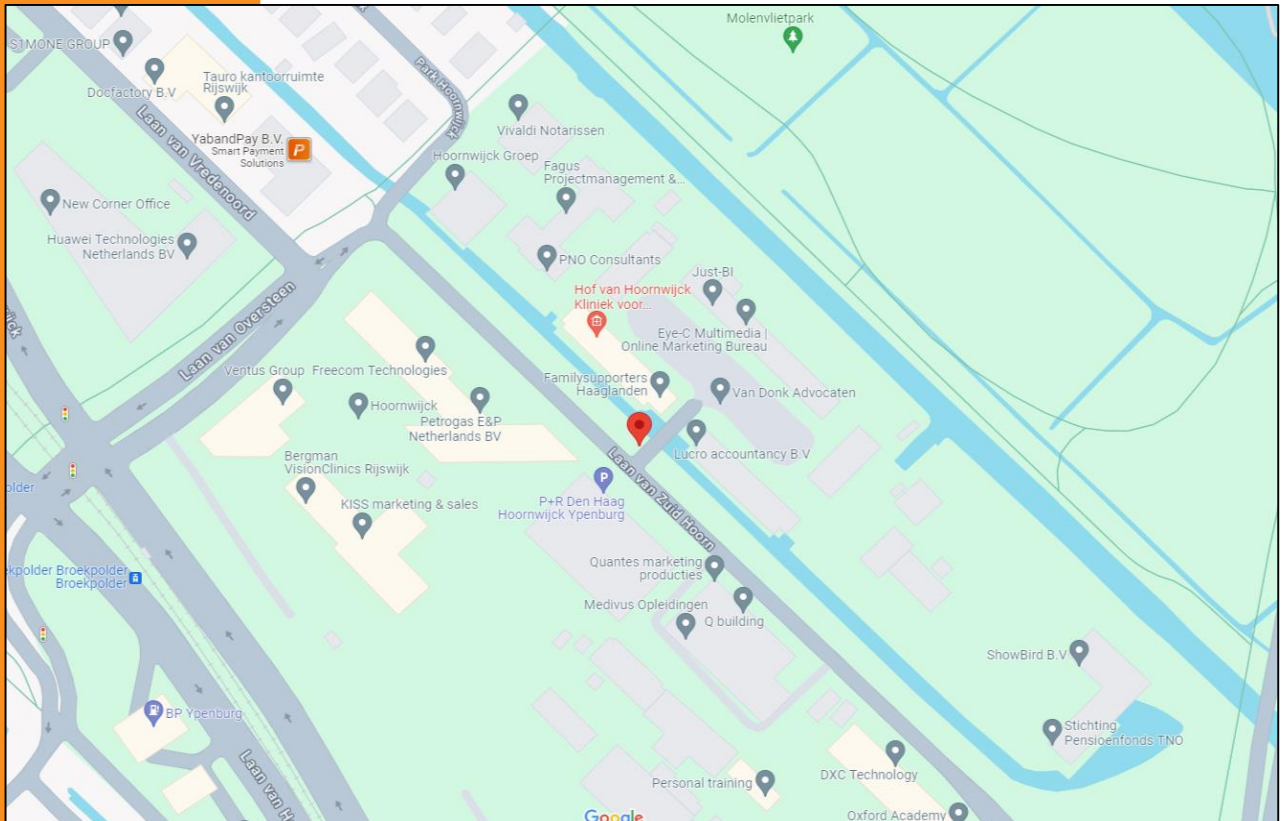 Molenvlietpark
S1MONE GROUP
Docfactory B.V
Tauro kantoorruimte
Rijswijk
Park Hoornwijck
YabandPay B.V.
Smart Payment
Solutions
P
Laan van Vredenoord
Vivaldi Notarissen
Hoornwijck Groep
Fagus
Projectmanagement &...
New Corner Office
Huawei Technologies
Netherlands BV
PNO Consultants
Just-BI
Hof van Hoornwijck
Kliniek voor...
Eye-C Multimedia |
Online Marketing Bureau
Laan van Oversteen
Ventus Group
Freecom Technologies
Familysupporters
Haaglanden
Van Donk Advocaten
Hoornwijck
Petrogas E&P
Netherlands BV
Lucro accountancy B.V
Laan van Zuid Hoorn
Bergman
VisionClinics Rijswijk
KISS marketing & sales
P
P+R Den Haag
Hoornwijck Ypenburg
Quantes marketing
producties
Medivus Opleidingen
Q building
Broekpolder
Broekpolder
ShowBird B.V
BP Ypenburg
Stichting
Pensioenfonds TNO
Laan van
DXC Technology
Personal training
Oxford Academy
Google